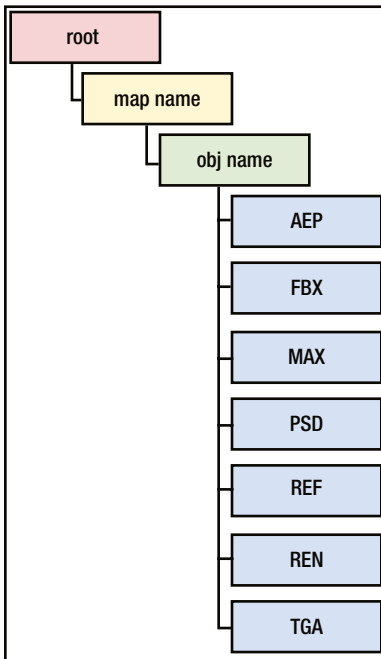 root
map name
obj name
AEP
FBX
MAX
PSD
REF
REN
TGA